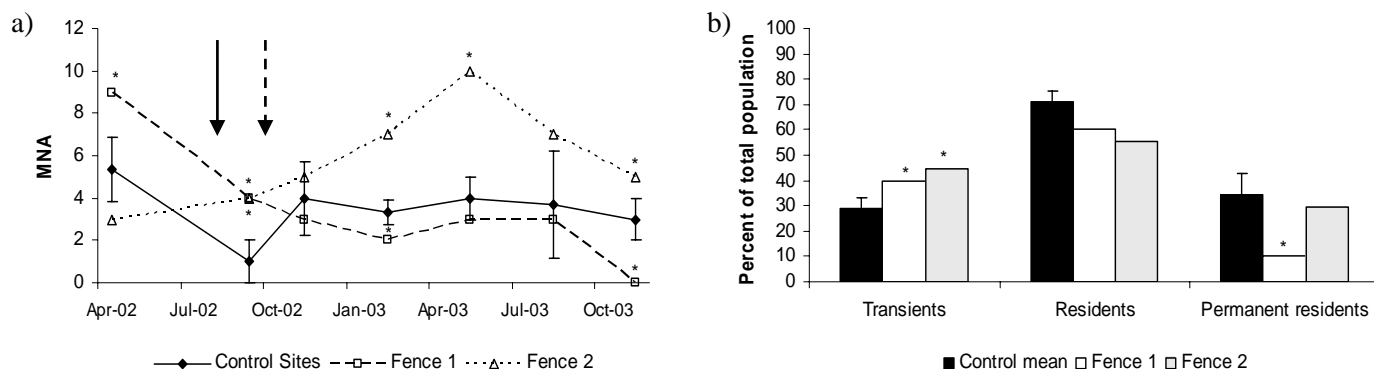 a)
12
10
8
6
4
2
0
MNA
* * * * * * * *
Apr-02 Jul-02 Oct-02 Jan-03 Apr-03 Jul-03 Oct-03
Control Sites Fence 1 Fence 2
b)
100
90
80
70
60
50
40
30
20
10
0
Percent of total population
* * *
Transients Residents Permanent residents
Control mean Fence 1 Fence 2